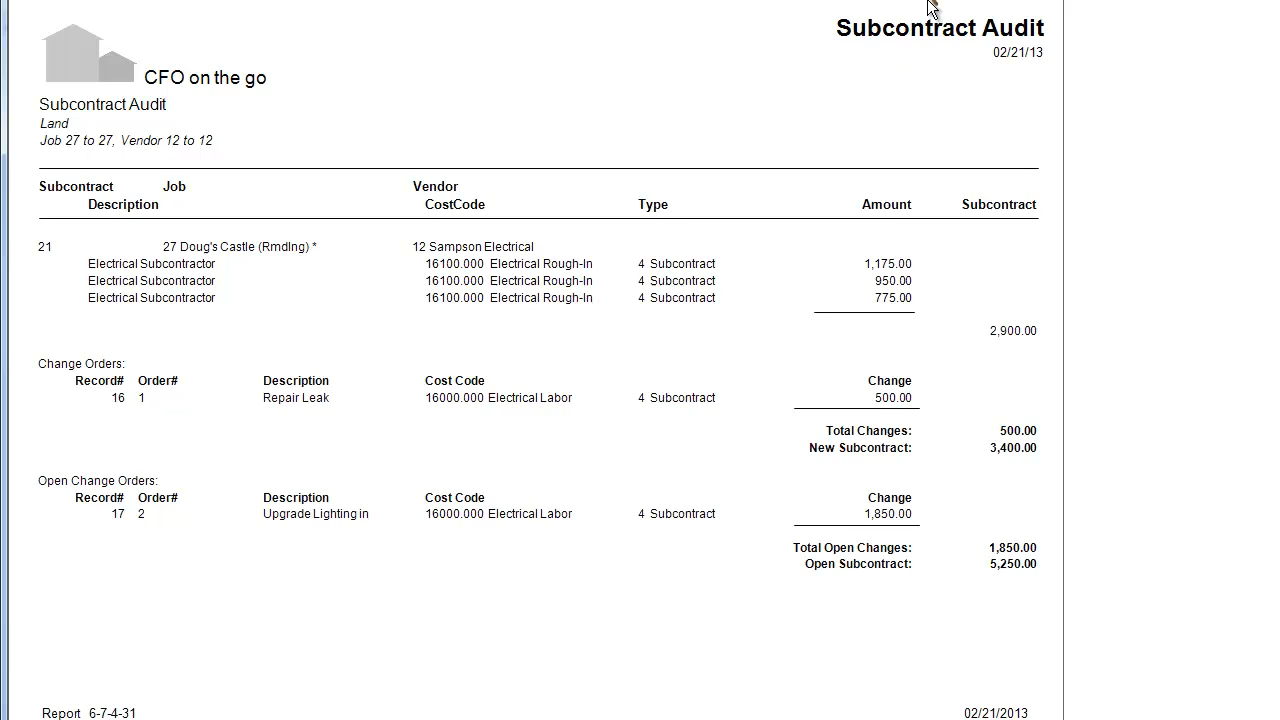 Subcontract Audit
02/21/13
CFO on the go
Subcontract Audit
Land
Job 27 to 27, Vendor 12 to 12
Subcontract Job Vendor
Description CostCode Type Amount Subcontract
21 27 Doug's Castle (Rmdlng) * 12 Sampson Electrical
Electrical Subcontractor 16100.000 Electrical Rough-In 4 Subcontract 1,175.00
Electrical Subcontractor 16100.000 Electrical Rough-In 4 Subcontract 950.00
Electrical Subcontractor 16100.000 Electrical Rough-In 4 Subcontract 775.00
2,900.00
Change Orders:
Record# Order# Description Cost Code Change
16 1 Repair Leak 16000.000 Electrical Labor 4 Subcontract 500.00
Total Changes: 500.00
New Subcontract: 3,400.00
Open Change Orders:
Record# Order# Description Cost Code Change
17 2 Upgrade Lighting in 16000.000 Electrical Labor 4 Subcontract 1,850.00
Total Open Changes: 1,850.00
Open Subcontract: 5,250.00
Report 6-7-4-31 02/21/2013